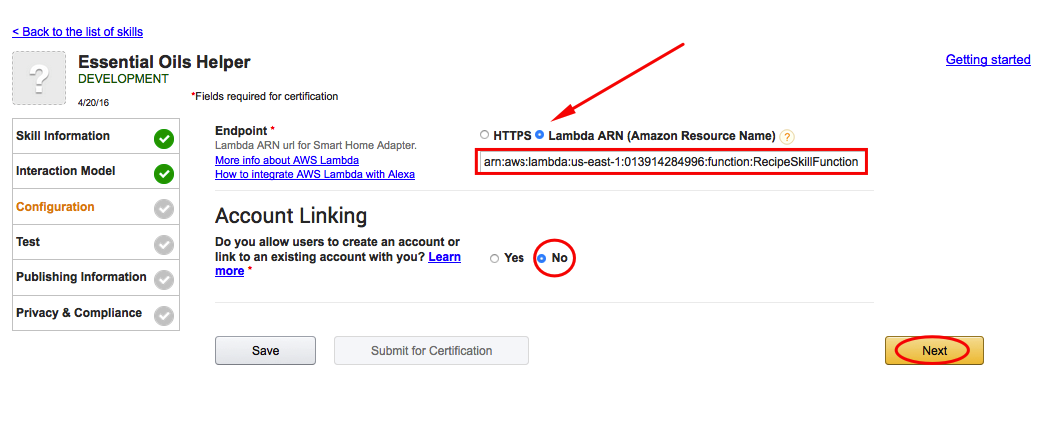 < Back to the list of skills
?
Essential Oils Helper
DEVELOPMENT
Getting started
4/20/16
*Fields required for certification
Skill Information
Interaction Model
Configuration
Test
Publishing Information
Privacy & Compliance
Endpoint *
Lambda ARN url for Smart Home Adapter.
More info about AWS Lambda
How to integrate AWS Lambda with Alexa
HTTPS Lambda ARN (Amazon Resource Name) ?
arn:aws:lambda:us-east-1:013914284996:function:RecipeSkillFunction
Account Linking
Do you allow users to create an account or
link to an existing account with you? Learn
more *
Yes No
Save Submit for Certification Next